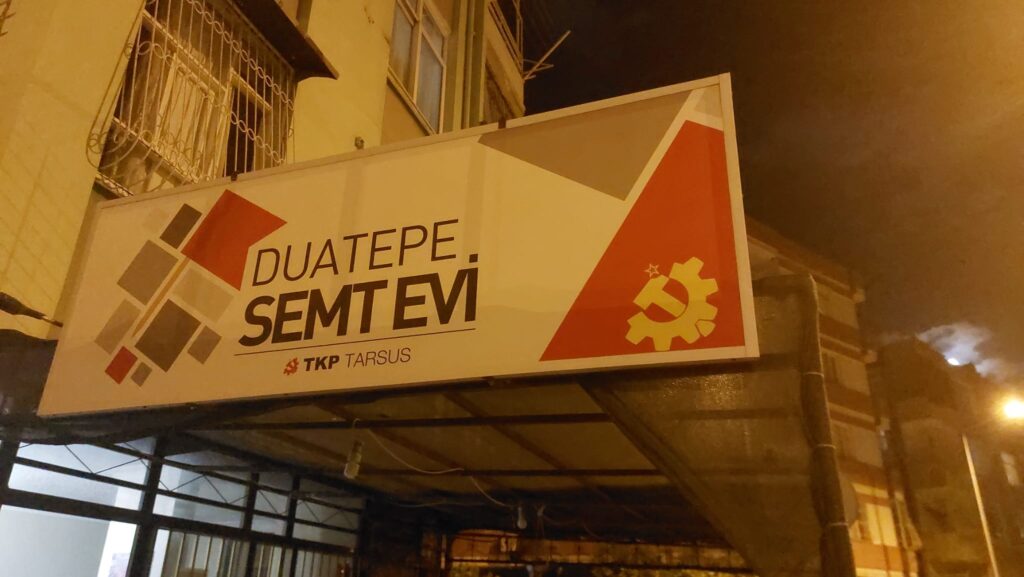 DUATEPE
SEMT EVİ
TKP TARSUS